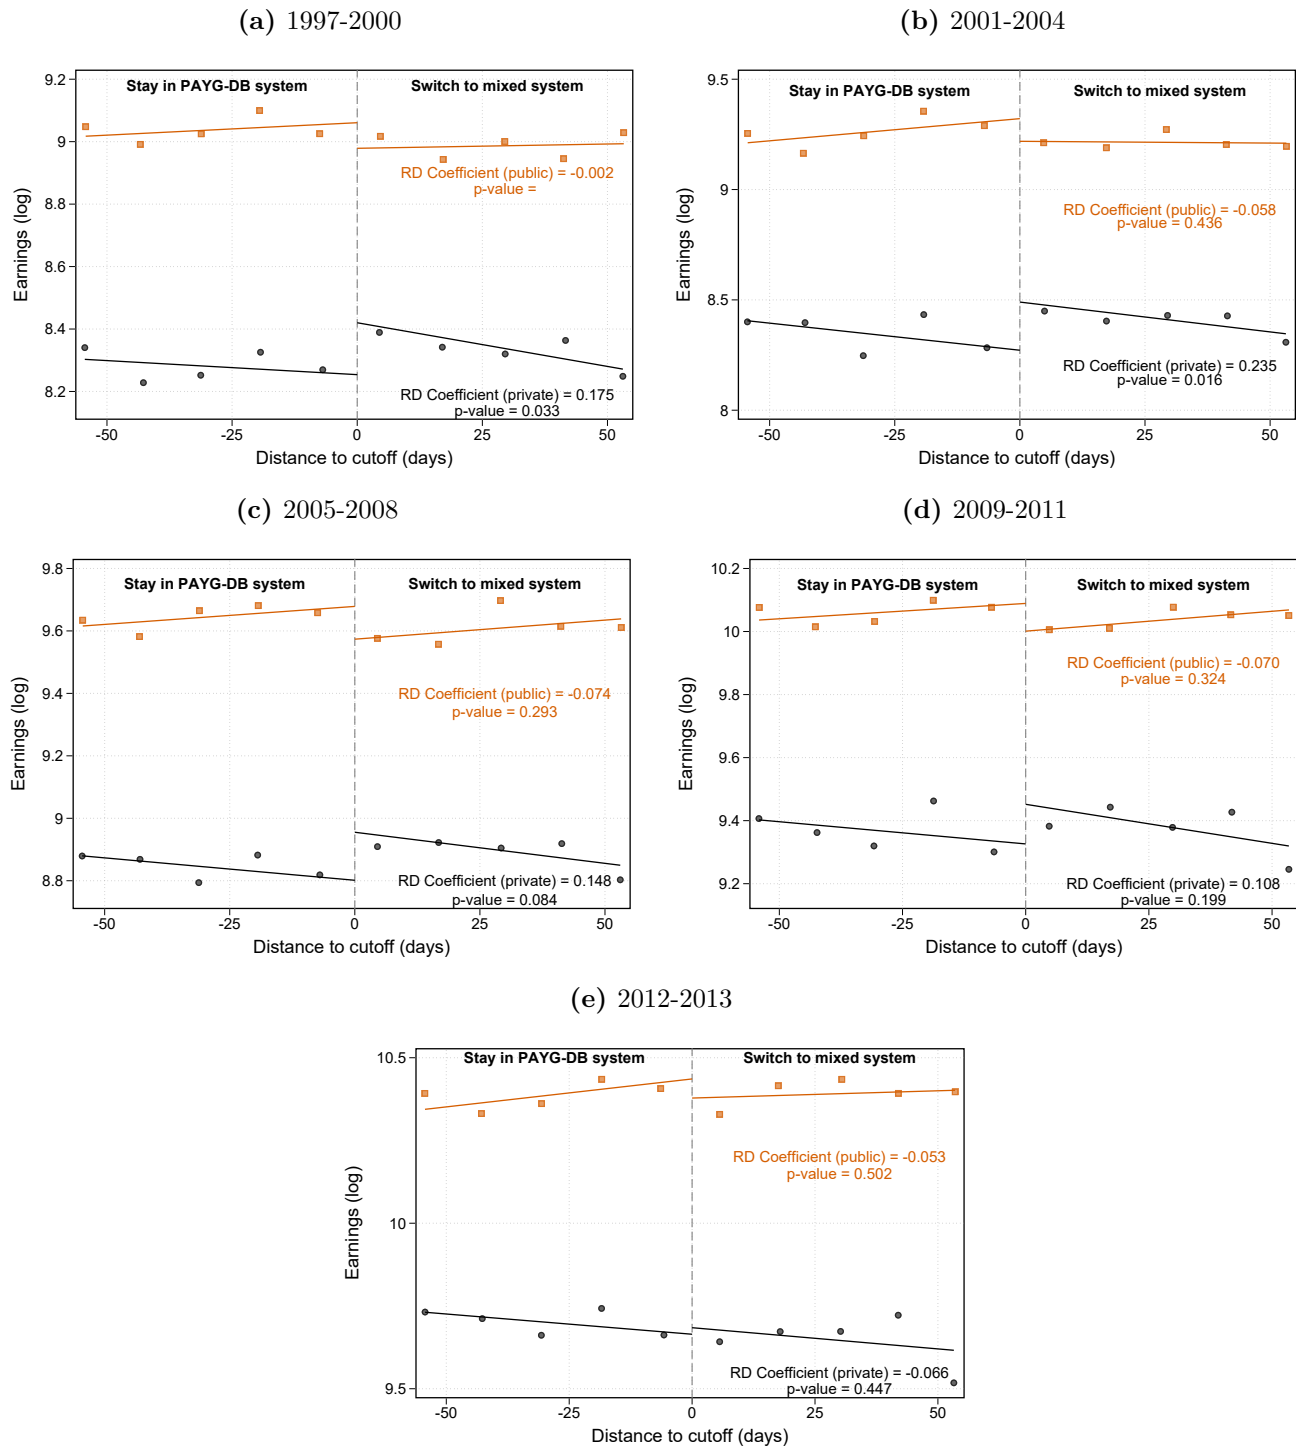 (a) 1997-2000
Stay in PAYG-DB system
Switch to mixed system
9.2
9
8.8
8.6
8.4
8.2
Earnings (log)
RD Coefficient (public) = -0.002
p-value =
RD Coefficient (private) = 0.175
p-value = 0.033
-50 -25 0 25 50
Distance to cutoff (days)
(b) 2001-2004
Stay in PAYG-DB system
Switch to mixed system
9.5
9
8.5
8
Earnings (log)
RD Coefficient (public) = -0.058
p-value = 0.436
RD Coefficient (private) = 0.235
p-value = 0.016
-50 -25 0 25 50
Distance to cutoff (days)
(c) 2005-2008
Stay in PAYG-DB system
Switch to mixed system
9.8
9.6
9.4
9.2
9
8.8
Earnings (log)
RD Coefficient (public) = -0.074
p-value = 0.293
RD Coefficient (private) = 0.148
p-value = 0.084
-50 -25 0 25 50
Distance to cutoff (days)
(d) 2009-2011
Stay in PAYG-DB system
Switch to mixed system
10.2
10
9.8
9.6
9.4
9.2
Earnings (log)
RD Coefficient (public) = -0.070
p-value = 0.324
RD Coefficient (private) = 0.108
p-value = 0.199
-50 -25 0 25 50
Distance to cutoff (days)
(e) 2012-2013
Stay in PAYG-DB system
Switch to mixed system
10.5
10
9.5
Earnings (log)
RD Coefficient (public) = -0.053
p-value = 0.502
RD Coefficient (private) = -0.066
p-value = 0.447
-50 -25 0 25 50
Distance to cutoff (days)